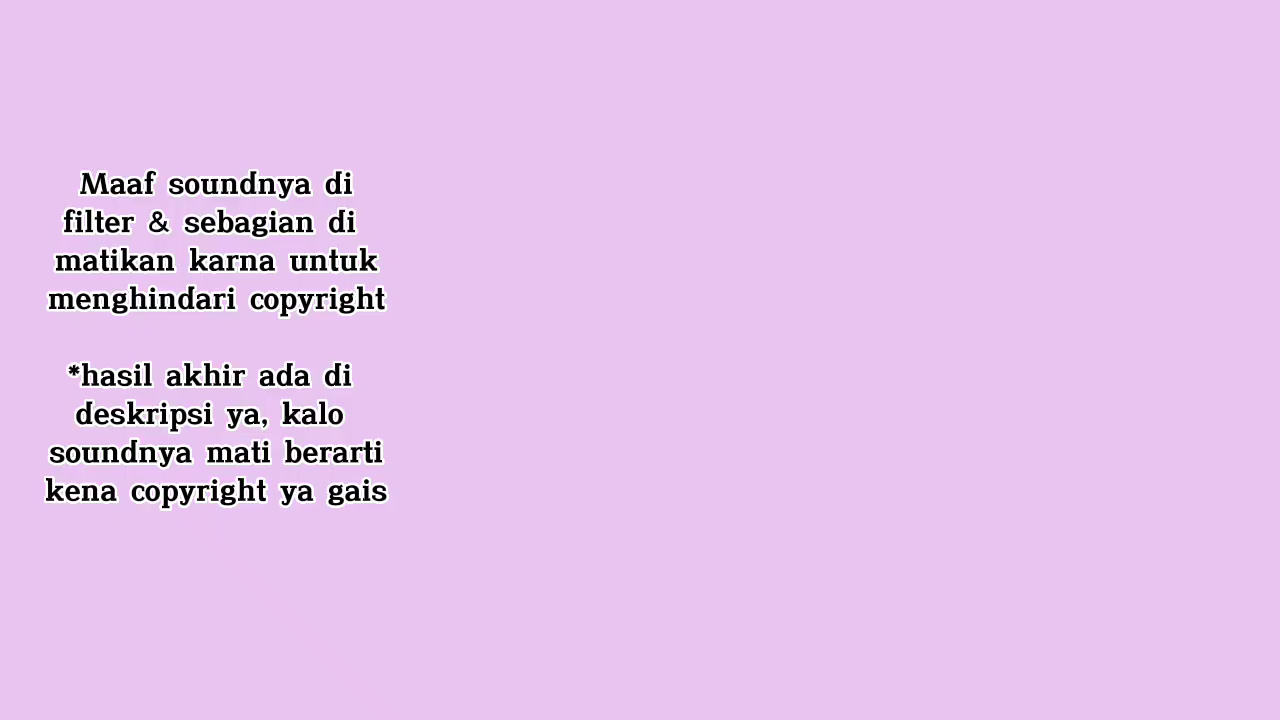 Maaf soundnya di
filter & sebagian di
matikan karna untuk
menghindari copyright
*hasil akhir ada di
deskripsi ya, kalo
soundnya mati berarti
kena copyright ya gais